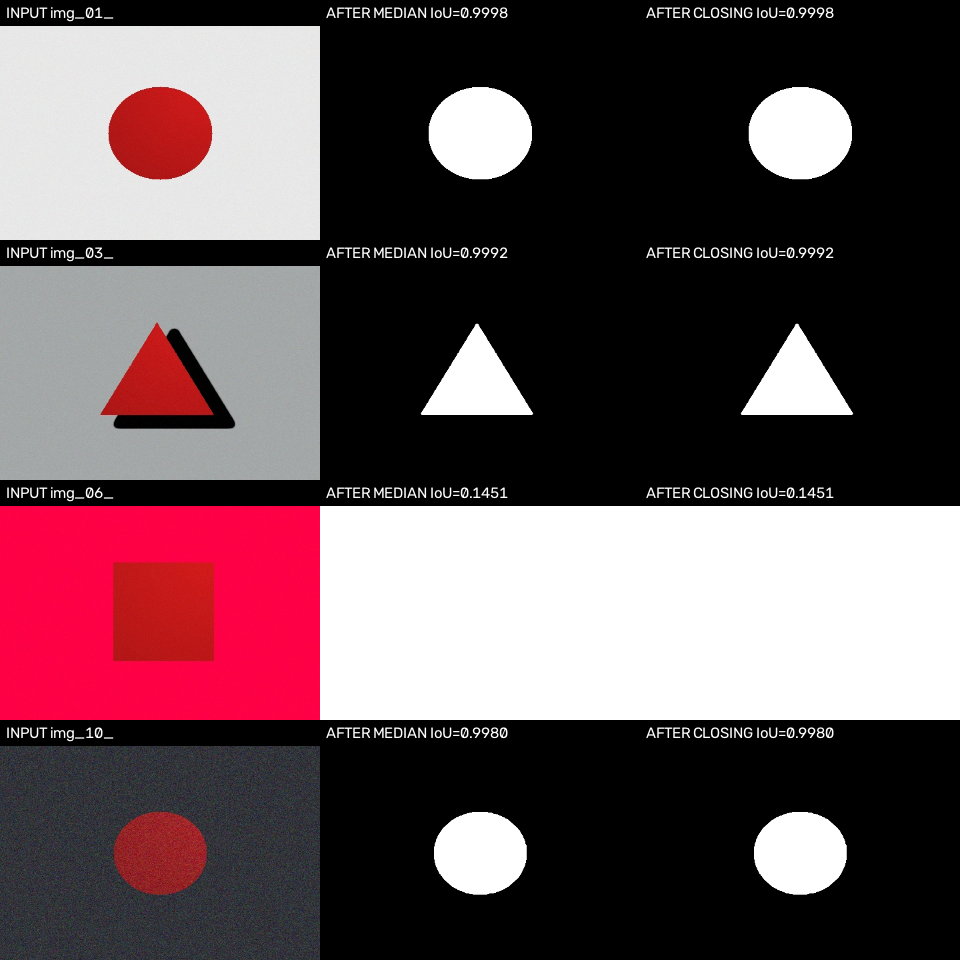 INPUT img_01_ AFTER MEDIAN IoU=0.9998 AFTER CLOSING IoU=0.9998
INPUT img_03_ AFTER MEDIAN IoU=0.9992 AFTER CLOSING IoU=0.9992
INPUT img_06_ AFTER MEDIAN IoU=0.1451 AFTER CLOSING IoU=0.1451
INPUT img_10_ AFTER MEDIAN IoU=0.9980 AFTER CLOSING IoU=0.9980